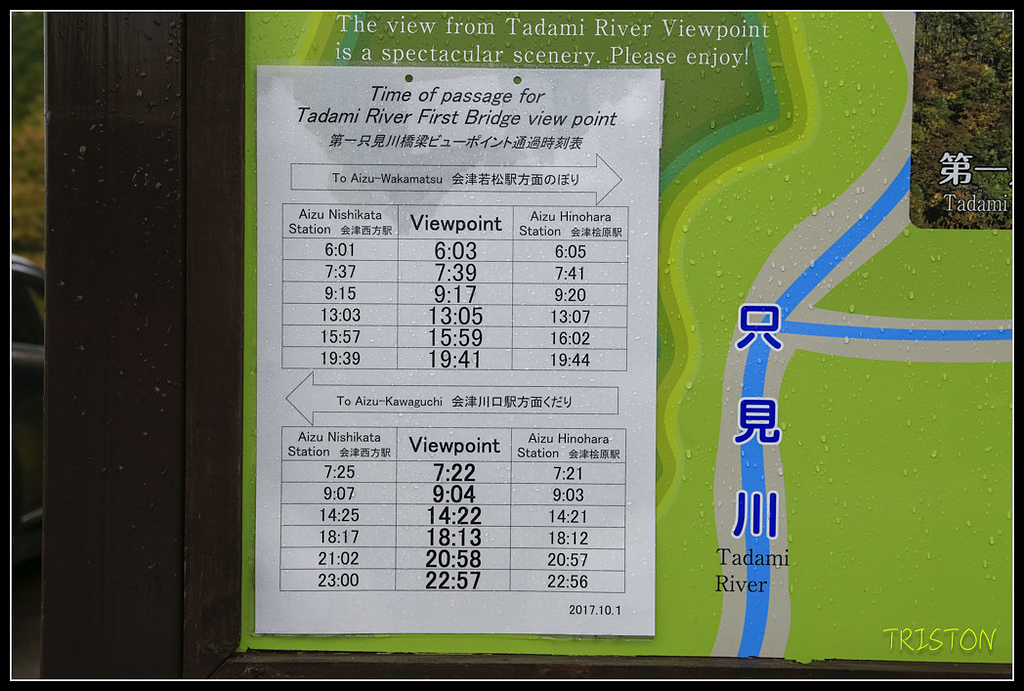 The view from Tadami River Viewpoint
is a spectacular scenery. Please enjoy!
Time of passage for
Tadami River First Bridge view point
第一只見川橋梁ビューポイント通過時刻表
To Aizu-Wakamatsu 会津若松駅方面のぼり
Aizu Nishikata Station 会津西方駅 Viewpoint Aizu Hinohara Station 会津桧原駅
6:01 6:03 6:05
7:37 7:39 7:41
9:15 9:17 9:20
13:03 13:05 13:07
15:57 15:59 16:02
19:39 19:41 19:44
To Aizu-Kawaguchi 会津川口駅方面くだり
Aizu Nishikata Station 会津西方駅 Viewpoint Aizu Hinohara Station 会津桧原駅
7:25 7:22 7:21
9:07 9:04 9:03
14:25 14:22 14:21
18:17 18:13 18:12
21:02 20:58 20:57
23:00 22:57 22:56
2017.10.1
第一
Tadami
只見川
Tadami
River
TRISTON